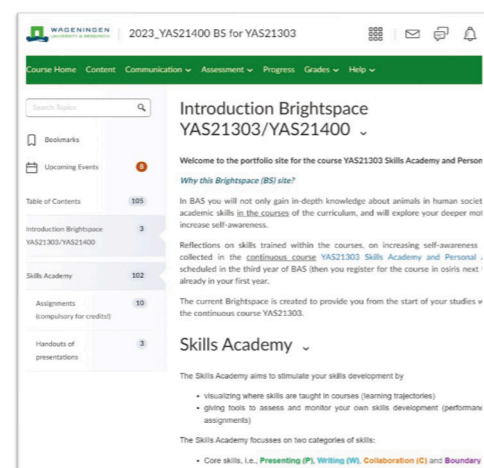 WAGENINGEN
UNIVERSITY & RESEARCH
2023_YAS21400 BS for YAS21303
Course Home Content Communication Assessment Progress Grades Help
Search Topics
Bookmarks
Upcoming Events 8
Table of Contents 105
Introduction Brightspace 3
YAS21303/YAS21400
Skills Academy 102
Assignments 10
(compulsory for credits!)
Handouts of 3
presentations
Introduction Brightspace
YAS21303/YAS21400
Welcome to the portfolio site for the course YAS21303 Skills Academy and Person
Why this Brightspace (BS) site?
In BAS you will not only gain in-depth knowledge about animals in human societ
academic skills in the courses of the curriculum, and will explore your deeper mot
increase self-awareness.
Reflections on skills trained within the courses, on increasing self-awareness
collected in the continuous course YAS21303 Skills Academy and Personal
scheduled in the third year of BAS (then you register for the course in osiris next
already in your first year.
The current Brightspace is created to provide you from the start of your studies w
the continuous course YAS21303.
Skills Academy
The Skills Academy aims to stimulate your skills development by
• visualizing where skills are taught in courses (learning trajectories)
• giving tools to assess and monitor your own skills development (performanc
assignments)
The Skills Academy focusses on two categories of skills:
• Core skills, i.e., Presenting (P), Writing (W), Collaboration (C) and Boundary